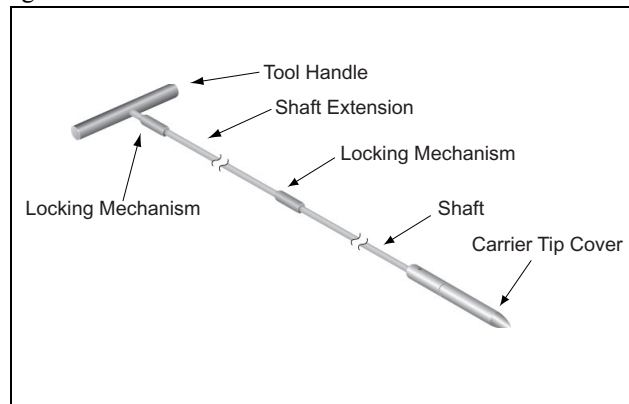 Tool Handle
Shaft Extension
Locking Mechanism
Locking Mechanism
Shaft
Carrier Tip Cover